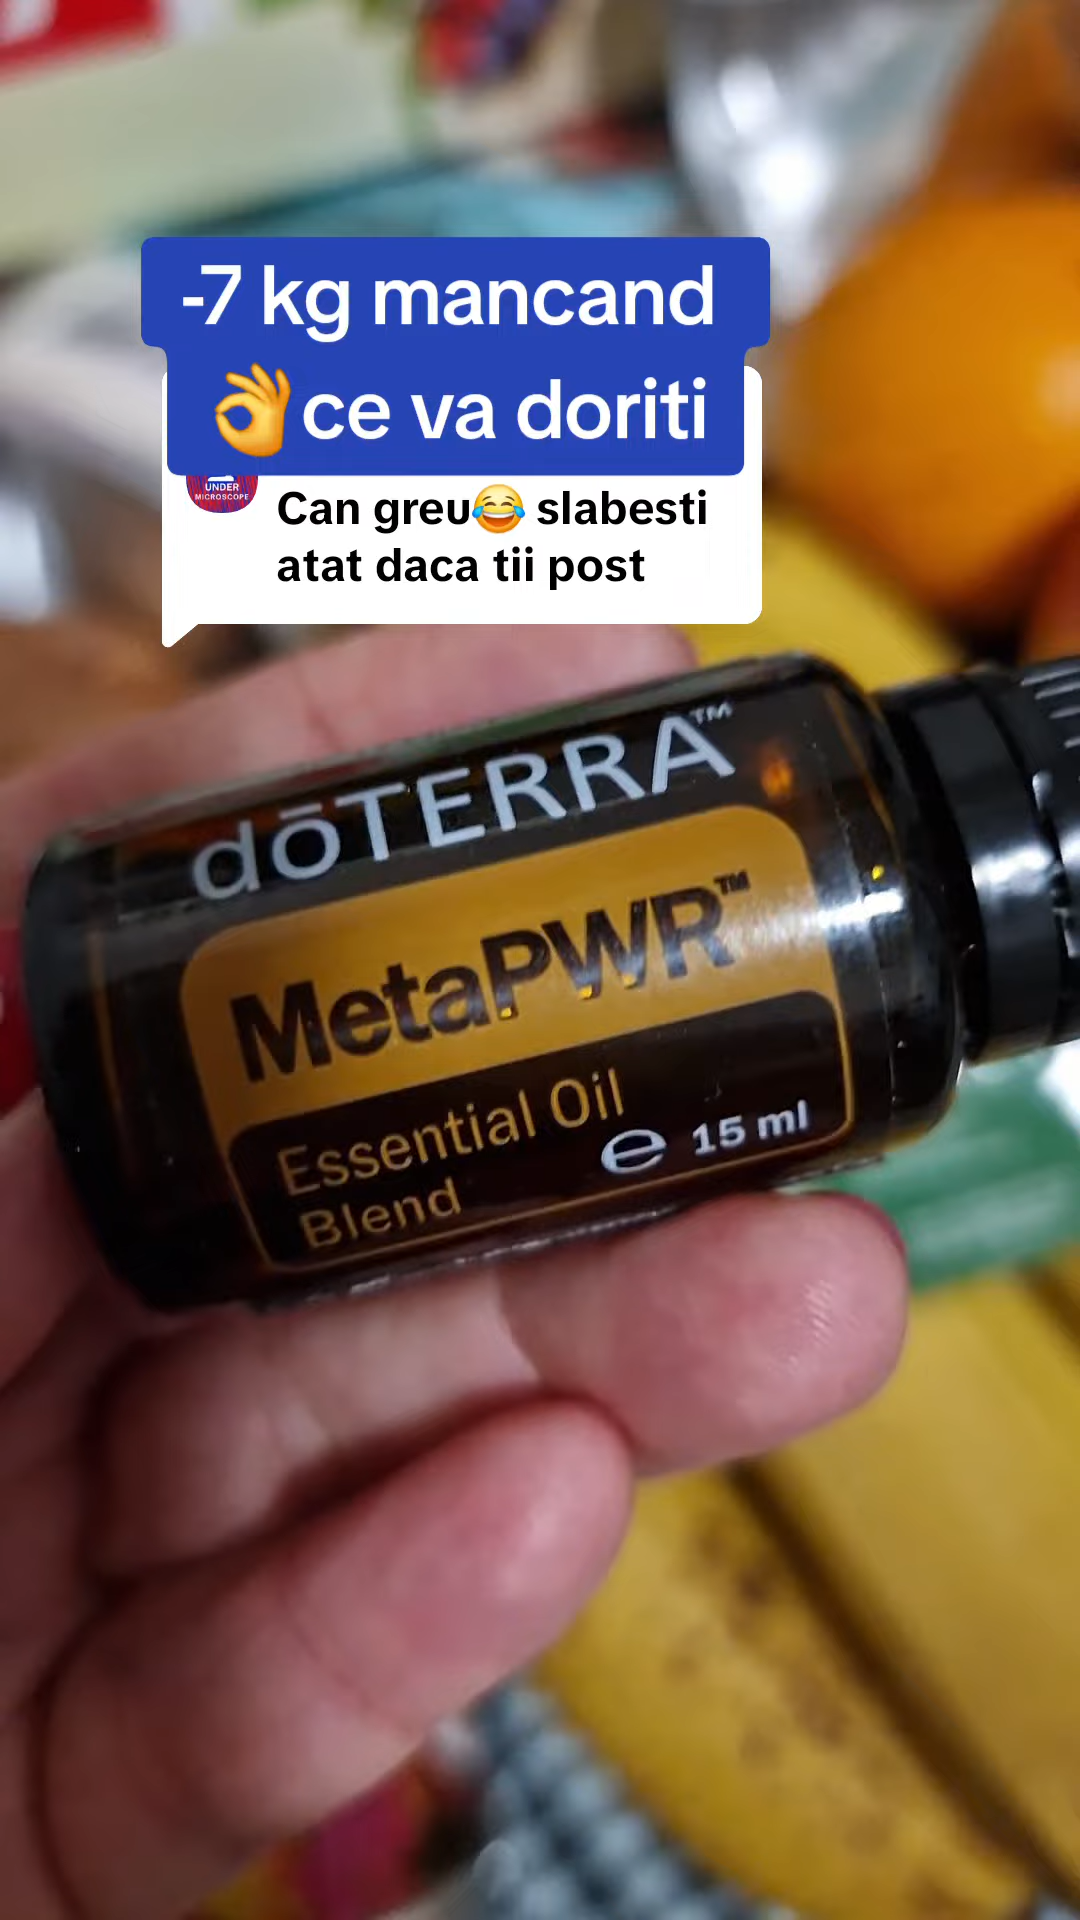 -7 kg mancand
👌ce va doriti
UNDER
MICROSCOPE
Can greu😂 slabesti
atat daca tii post
dōTERRA™
MetaPWR™
Essential Oil
Blend
℮ 15 ml